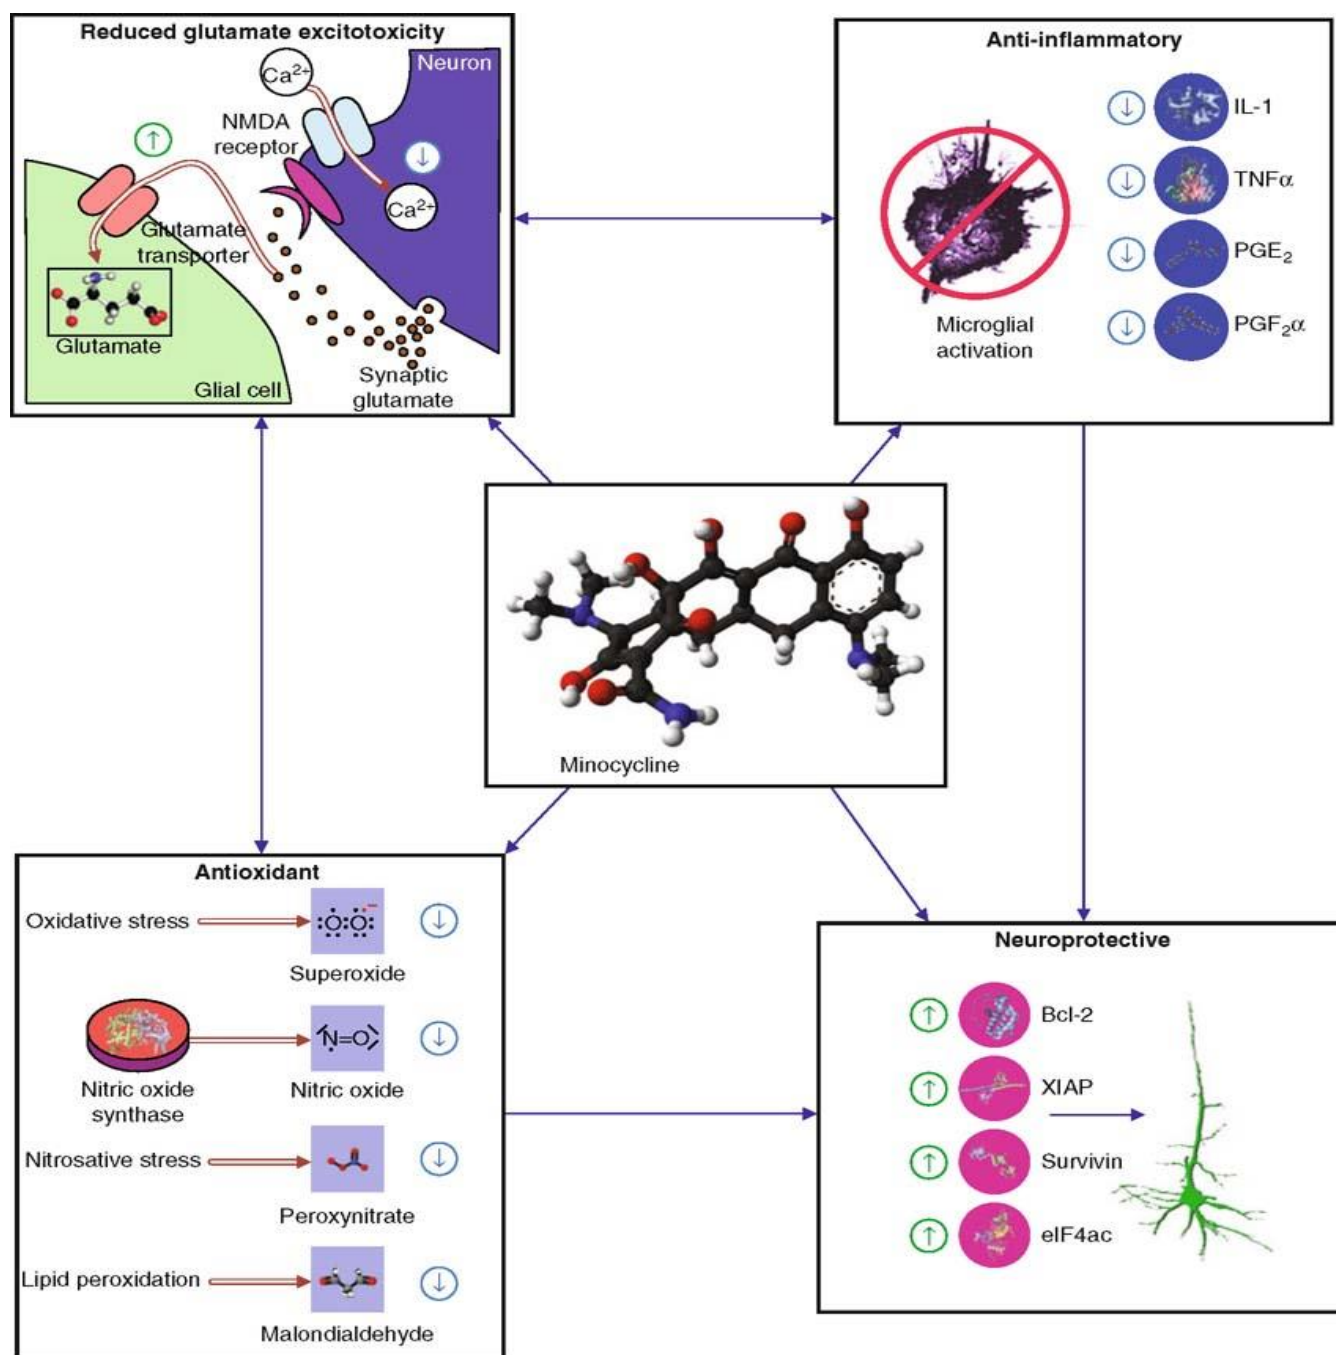 Reduced glutamate excitotoxicity
Neuron
Ca2+
NMDA
receptor
↑
↓
Ca2+
Glutamate
transporter
Glutamate
Glial cell
Synaptic
glutamate
Anti-inflammatory
↓ IL-1
↓ TNFα
↓ PGE2
↓ PGF2α
Microglial
activation
Minocycline
Antioxidant
Oxidative stress
:O:O:− ↓
Superoxide
N=O ↓
Nitric oxide
synthase
Nitric oxide
Nitrosative stress ↓
Peroxynitrate
Lipid peroxidation ↓
Malondialdehyde
Neuroprotective
↑ Bcl-2
↑ XIAP
↑ Survivin
↑ eIF4ac